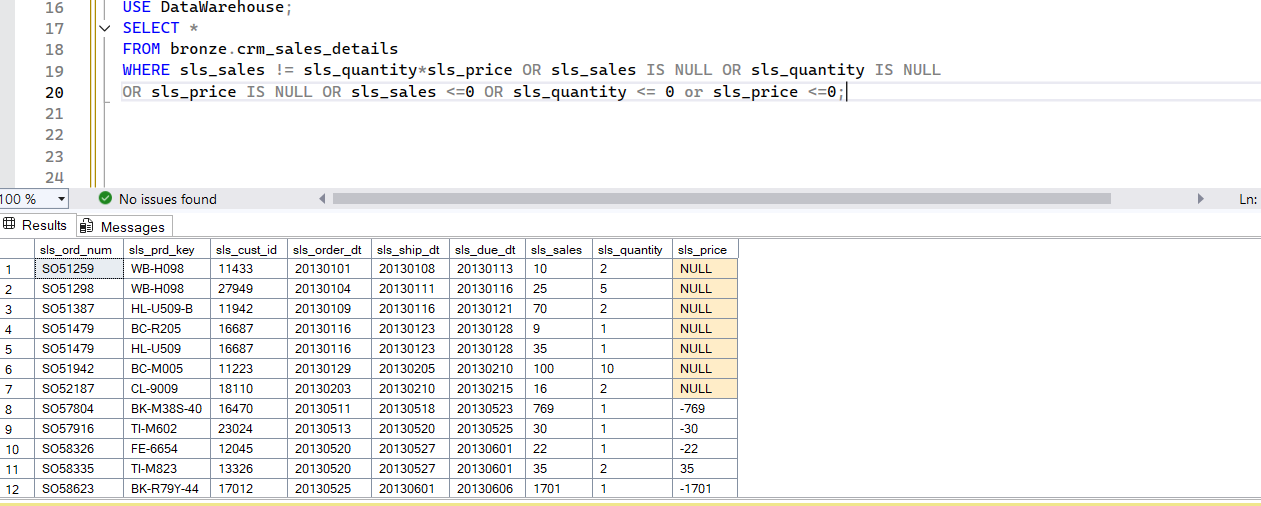 16 USE DataWarehouse;
17 SELECT *
18 FROM bronze.crm_sales_details
19 WHERE sls_sales != sls_quantity*sls_price OR sls_sales IS NULL OR sls_quantity IS NULL
20 OR sls_price IS NULL OR sls_sales <=0 OR sls_quantity <= 0 or sls_price <=0;
21
22
23
24
100 % No issues found Ln:
Results Messages
sls_ord_num sls_prd_key sls_cust_id sls_order_dt sls_ship_dt sls_due_dt sls_sales sls_quantity sls_price
1 SO51259 WB-H098 11433 20130101 20130108 20130113 10 2 NULL
2 SO51298 WB-H098 27949 20130104 20130111 20130116 25 5 NULL
3 SO51387 HL-U509-B 11942 20130109 20130116 20130121 70 2 NULL
4 SO51479 BC-R205 16687 20130116 20130123 20130128 9 1 NULL
5 SO51479 HL-U509 16687 20130116 20130123 20130128 35 1 NULL
6 SO51942 BC-M005 11223 20130129 20130205 20130210 100 10 NULL
7 SO52187 CL-9009 18110 20130203 20130210 20130215 16 2 NULL
8 SO57804 BK-M38S-40 16470 20130511 20130518 20130523 769 1 -769
9 SO57916 TI-M602 23024 20130513 20130520 20130525 30 1 -30
10 SO58326 FE-6654 12045 20130520 20130527 20130601 22 1 -22
11 SO58335 TI-M823 13326 20130520 20130527 20130601 35 2 35
12 SO58623 BK-R79Y-44 17012 20130525 20130601 20130606 1701 1 -1701